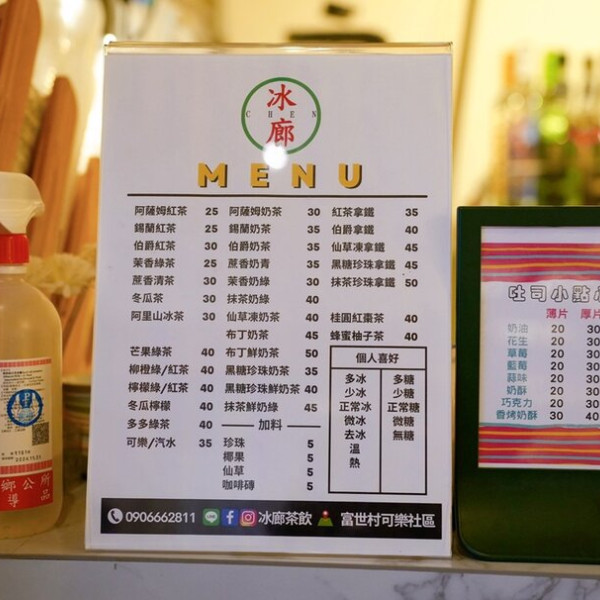 冰
CHEN
廊
MENU
阿薩姆紅茶 25
錫蘭紅茶 25
伯爵紅茶 30
茉香綠茶 25
蔗香清茶 30
冬瓜茶 30
阿里山冰茶 30
芒果綠茶 40
柳橙綠/紅茶 40
檸檬綠/紅茶 40
冬瓜檸檬 40
多多綠茶 40
可樂/汽水 35
阿薩姆奶茶 30
錫蘭奶茶 35
伯爵奶茶 35
蔗香奶青 35
茉香奶綠 30
抹茶奶綠 40
仙草凍奶茶 40
布丁奶茶 45
布丁鮮奶茶 50
黑糖珍珠奶茶 35
黑糖珍珠鮮奶茶 40
抹茶鮮奶綠 45
加料
珍珠 5
椰果 5
仙草 5
咖啡磚 5
紅茶拿鐵 35
伯爵拿鐵 40
仙草凍拿鐵 45
黑糖珍珠拿鐵 45
抹茶珍珠拿鐵 50
桂圓紅棗茶 40
蜂蜜柚子茶 40
個人喜好
多冰 多糖
少冰 少糖
正常冰 正常糖
微冰 微糖
去冰 無糖
溫
熱
0906662811 冰廊茶飲 富世村可樂社區
吐司小點
薄片 厚片
奶油 20 30
花生 20 30
草莓 20 30
藍莓 20 30
蒜味 20 30
奶酥 20 30
巧克力 20 30
香烤奶酥 30 40
鄉公所
導品